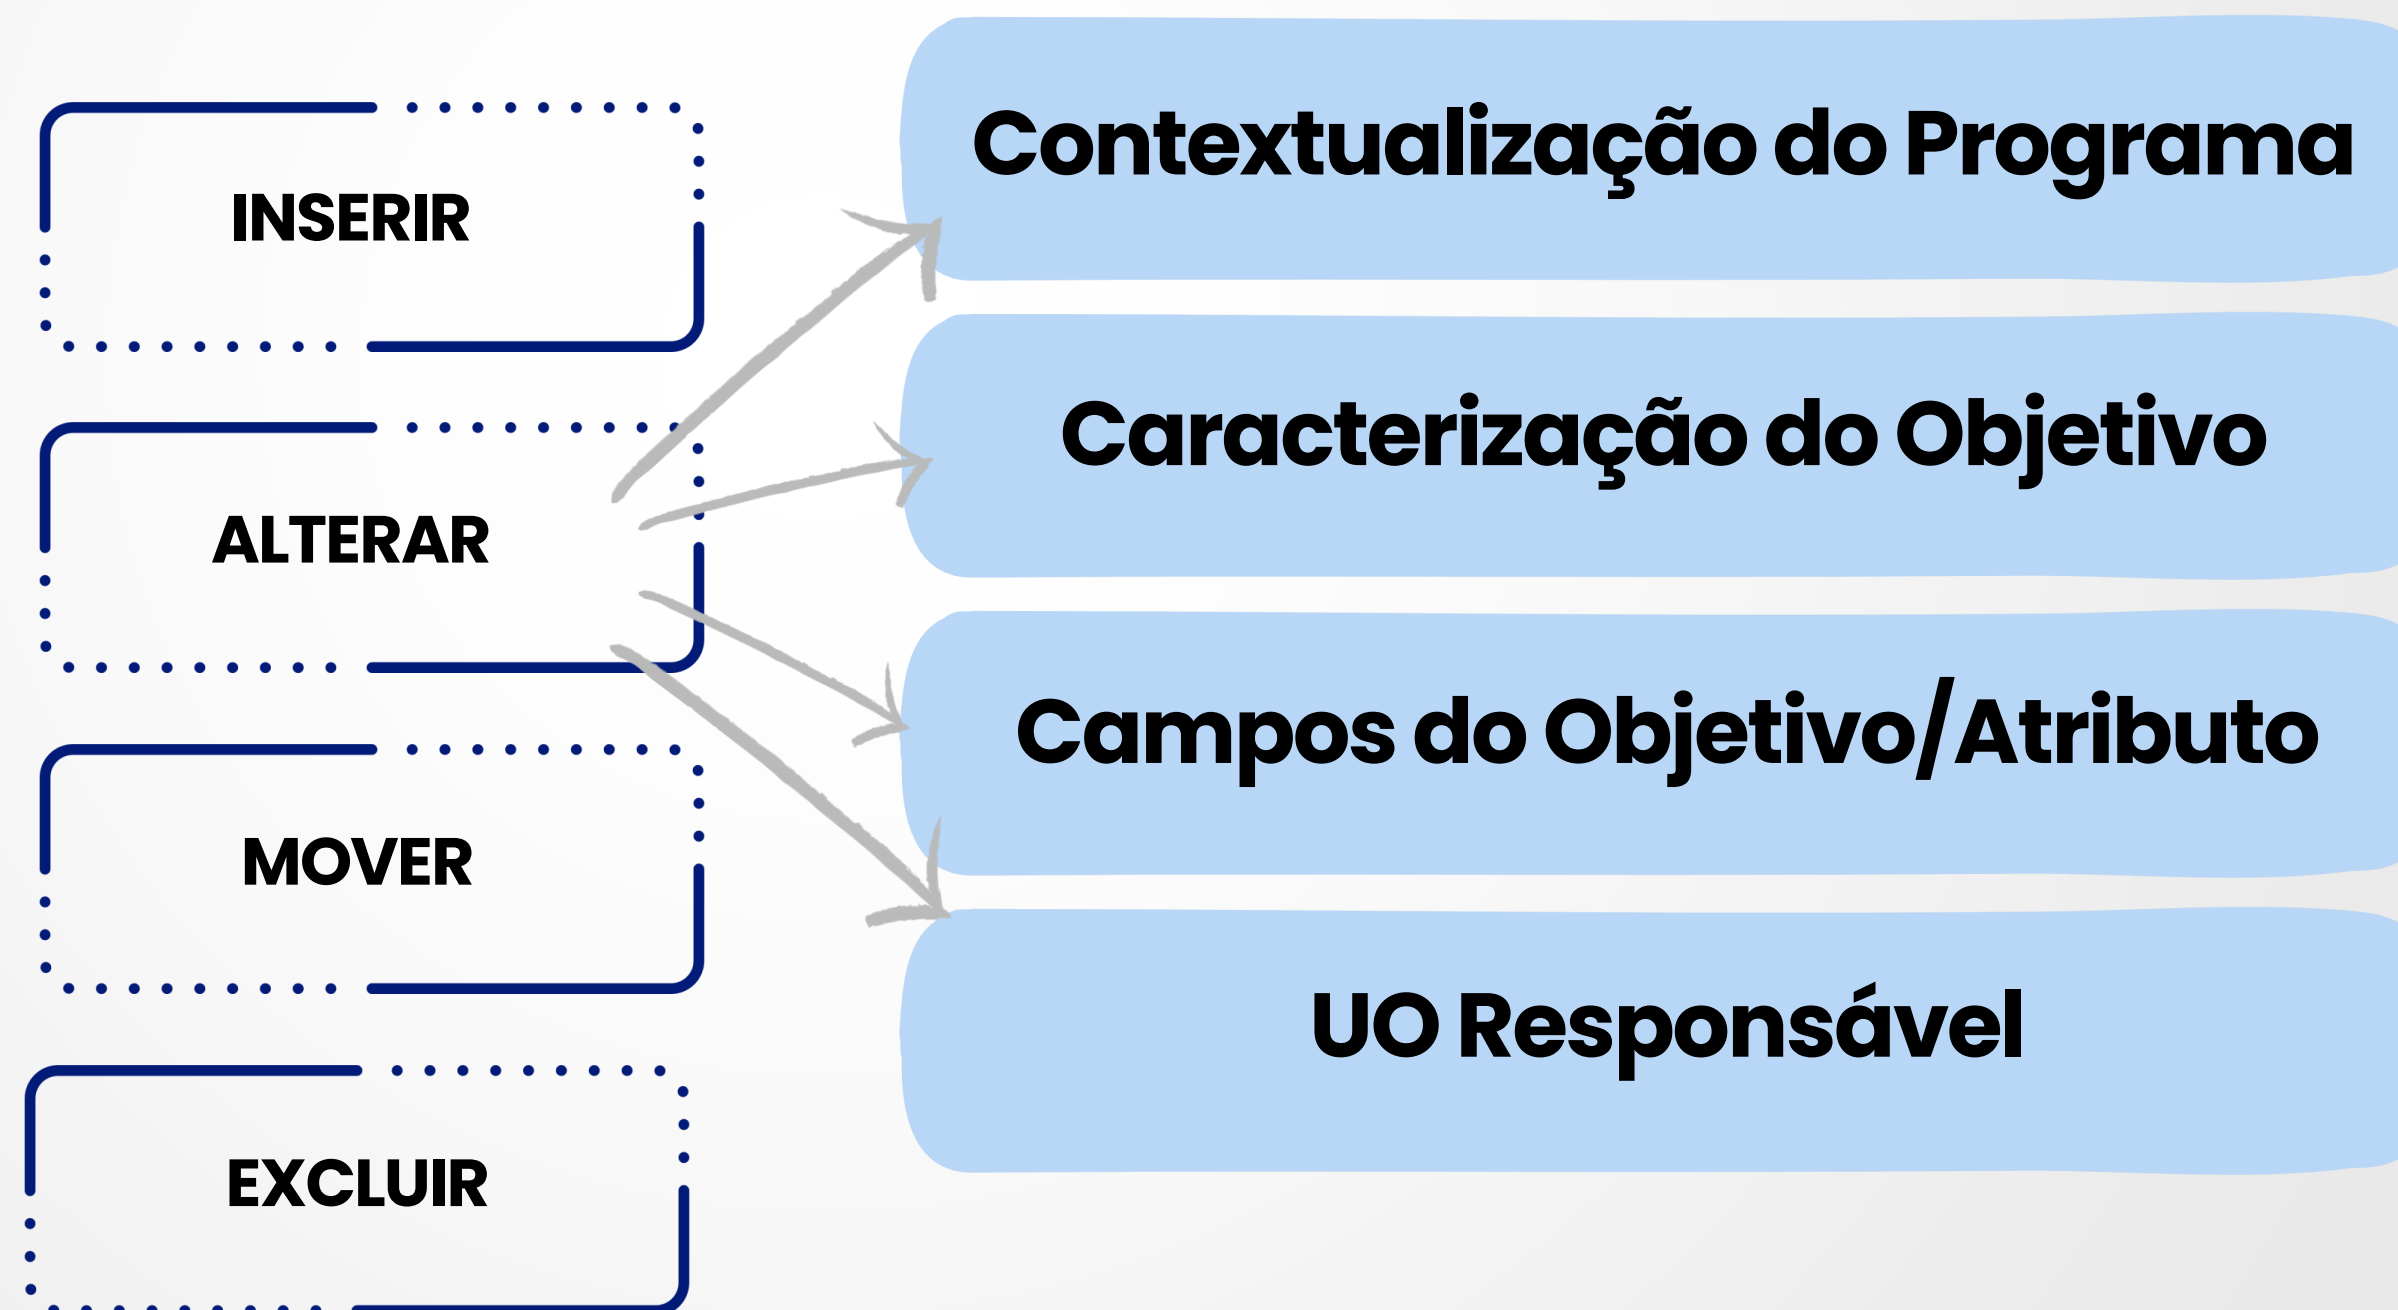 INSERIR
ALTERAR
MOVER
EXCLUIR
Contextualização do Programa
Caracterização do Objetivo
Campos do Objetivo/Atributo
UO Responsável